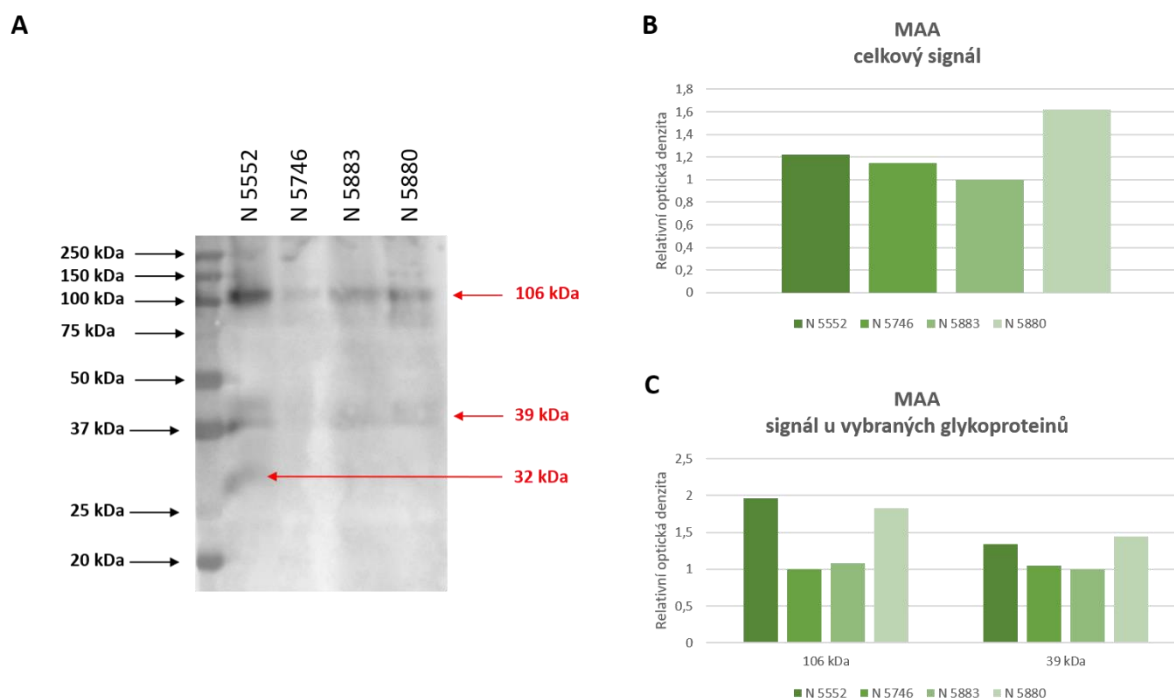 A
N 5552
N 5746
N 5883
N 5880
250 kDa
150 kDa
100 kDa
75 kDa
50 kDa
37 kDa
25 kDa
20 kDa
106 kDa
39 kDa
32 kDa
B
MAA
celkový signál
Relativní optická denzita
1,8
1,6
1,4
1,2
1
0,8
0,6
0,4
0,2
0
N 5552 N 5746 N 5883 N 5880
C
MAA
signál u vybraných glykoproteinů
Relativní optická denzita
2,5
2
1,5
1
0,5
0
106 kDa 39 kDa
N 5552 N 5746 N 5883 N 5880